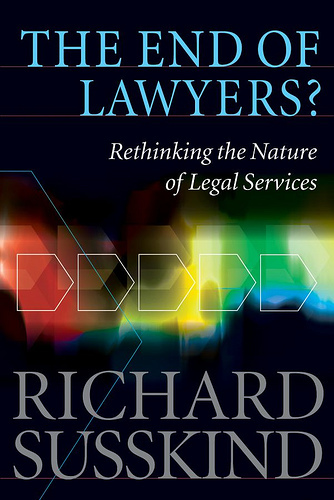 THE END OF
LAWYERS?
Rethinking the Nature
of Legal Services
RICHARD
SUSSKIND